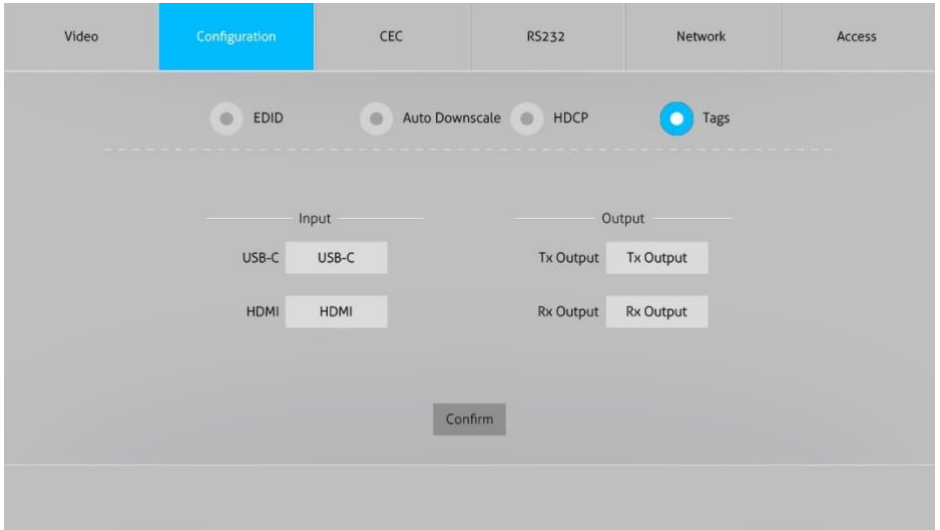 Video Configuration CEC RS232 Network Access
EDID Auto Downscale HDCP Tags
Input Output
USB-C USB-C Tx Output Tx Output
HDMI HDMI Rx Output Rx Output
Confirm